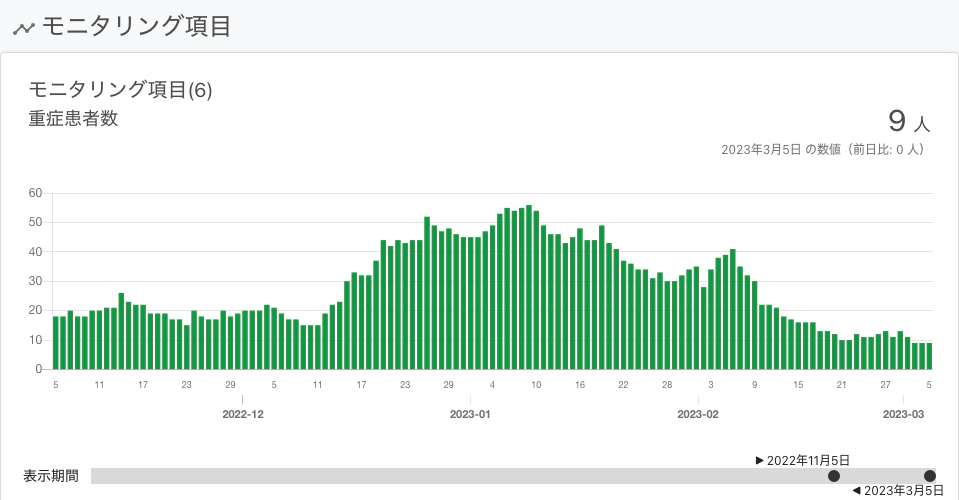 モニタリング項目
モニタリング項目(6)
重症患者数
9 人
2023年3月5日 の数値（前日比: 0 人）
60
50
40
30
20
10
0
5 11 17 23 29 5 11 17 23 29 4 10 16 22 28 3 9 15 21 27 5
2022-12 2023-01 2023-02 2023-03
▶ 2022年11月5日
表示期間
◀ 2023年3月5日